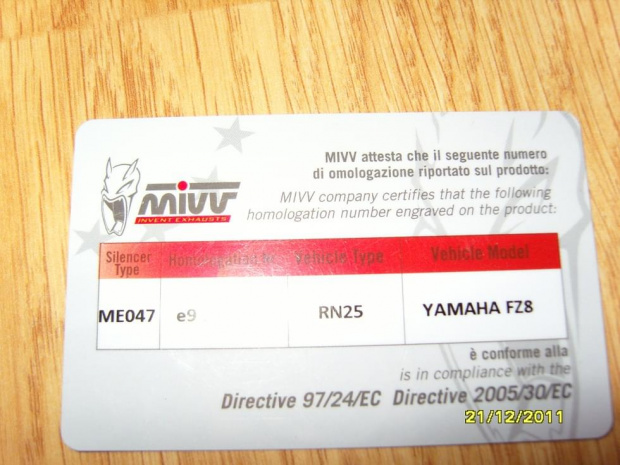 MIVV attesta che il seguente numero
di omologazione riportato sul prodotto:
MIVV company certifies that the following
homologation number engraved on the product:
mivv
INVENT EXHAUSTS
Silencer Type Homologation N. Vehicle Type Vehicle Model
ME047 e9 RN25 YAMAHA FZ8
è conforme alla
is in compliance with the
Directive 97/24/EC Directive 2005/30/EC
21/12/2011